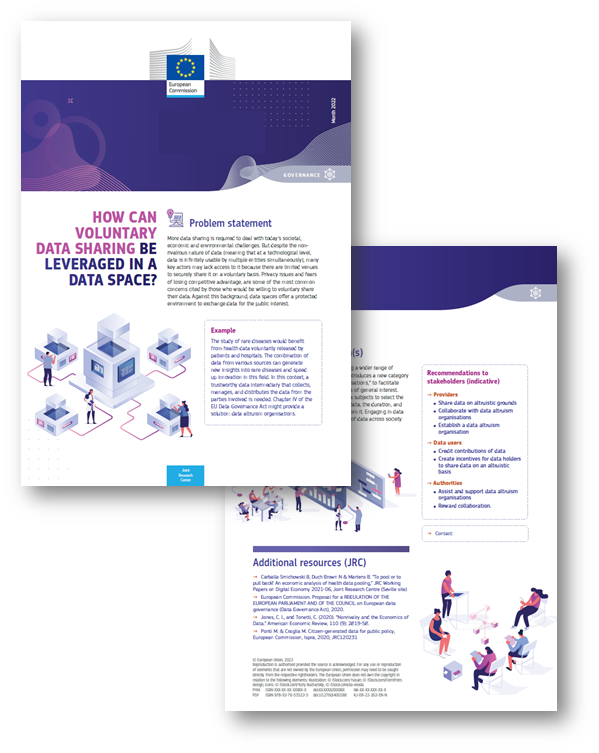 European
Commission
March 2022
GOVERNANCE
HOW CAN
VOLUNTARY
DATA SHARING BE
LEVERAGED IN A
DATA SPACE?
Problem statement
More data sharing is required to deal with today's societal,
economic and environmental challenges. But despite the non-
rivalrous nature of data (meaning that at a technological level,
data is infinitely usable by multiple entities simultaneously), many
key actors may lack access to it because there are limited venues
to securely share it on a voluntary basis. Privacy issues and fears
of losing competitive advantage, are some of the most common
concerns cited by those who would be willing to voluntary share
their data. Against this background, data spaces offer a protected
environment to exchange data for the public interest.
Example
The study of rare diseases would benefit
from health data voluntarily released by
patients and hospitals. The combination of
data from various sources can generate
new insights into rare diseases and speed
up innovation in this field. In this context, a
trustworthy data intermediary that collects,
manages, and distributes the data from the
parties involved is needed. Chapter IV of the
EU Data Governance Act might provide a
solution: data altruism organisations.
Joint
Research
Centre
(s)
g a wider range of
troduces a new category
isations," to facilitate
s of general interest.
a subjects to select the
data, the duration, and
m it. Engaging in data
of data across society
Recommendations to
stakeholders (indicative)
→ Providers
• Share data on altruistic grounds
• Collaborate with data altruism
organisations
• Establish a data altruism
organisation
→ Data users
• Credit contributions of data
• Create incentives for data holders
to share data on an altruistic
basis
→ Authorities
• Assist and support data altruism
organisations
• Reward collaboration.
→ Contact:
Additional resources (JRC)
→ Carballa Smichowski B, Duch Brown N & Martens B. "To pool or to
pull back? An economic analysis of health data pooling," JRC Working
Papers on Digital Economy 2021-06, Joint Research Centre (Seville site)
→ European Commission. Proposal for a REGULATION OF THE
EUROPEAN PARLIAMENT AND OF THE COUNCIL on European data
governance (Data Governance Act), 2020.
→ Jones, C. I., and Tonetti, C. (2020). "Nonrivalry and the Economics of
Data." American Economic Review, 110 (9): 2819-58.
→ Ponti M. & Craglia M. Citizen-generated data for public policy,
European Commission, Ispra, 2020, JRC120231.
© European Union, 2022
Reproduction is authorised provided the source is acknowledged. For any use or reproduction
of elements that are not owned by the European Union, permission may need to be sought
directly from the respective rightholders. The European Union does not own the copyright in
relation to the following elements: